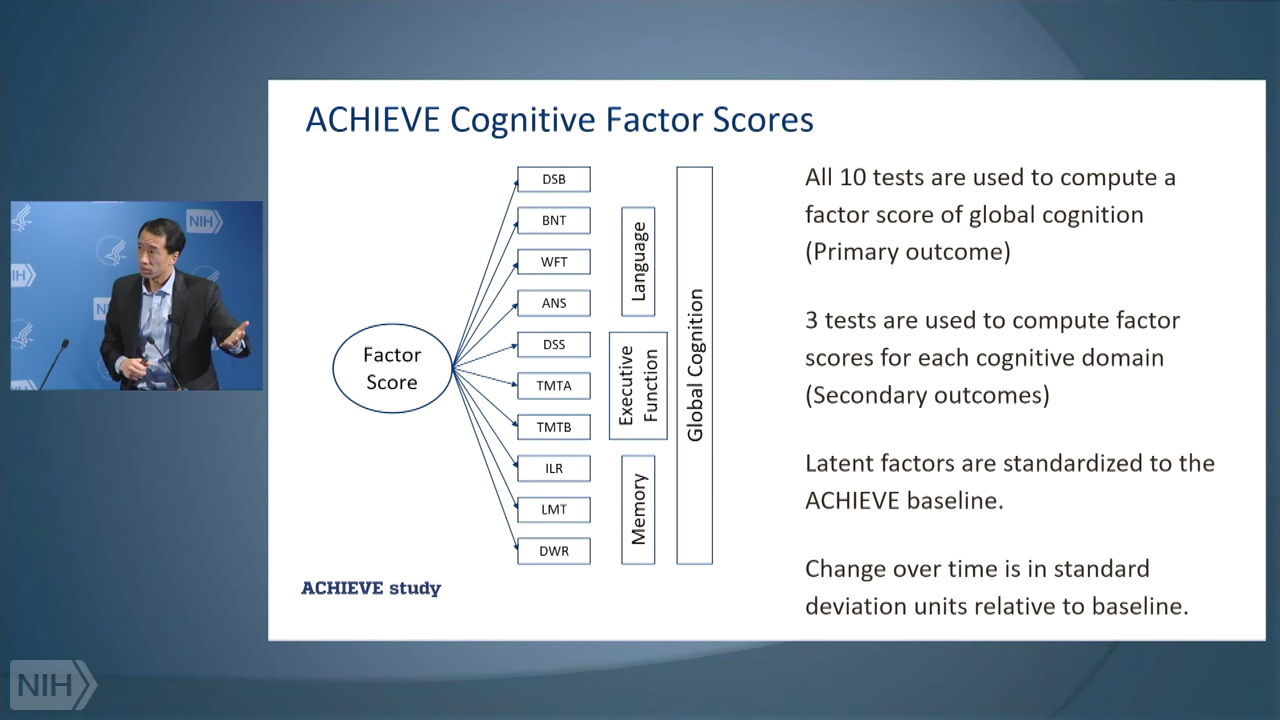 ACHIEVE Cognitive Factor Scores
Factor
Score
DSB
BNT
WFT
ANS
DSS
TMTA
TMTB
ILR
LMT
DWR
Language
Executive
Function
Memory
Global Cognition
All 10 tests are used to compute a
factor score of global cognition
(Primary outcome)
3 tests are used to compute factor
scores for each cognitive domain
(Secondary outcomes)
Latent factors are standardized to the
ACHIEVE baseline.
Change over time is in standard
deviation units relative to baseline.
ACHIEVE study
NIH
NIH